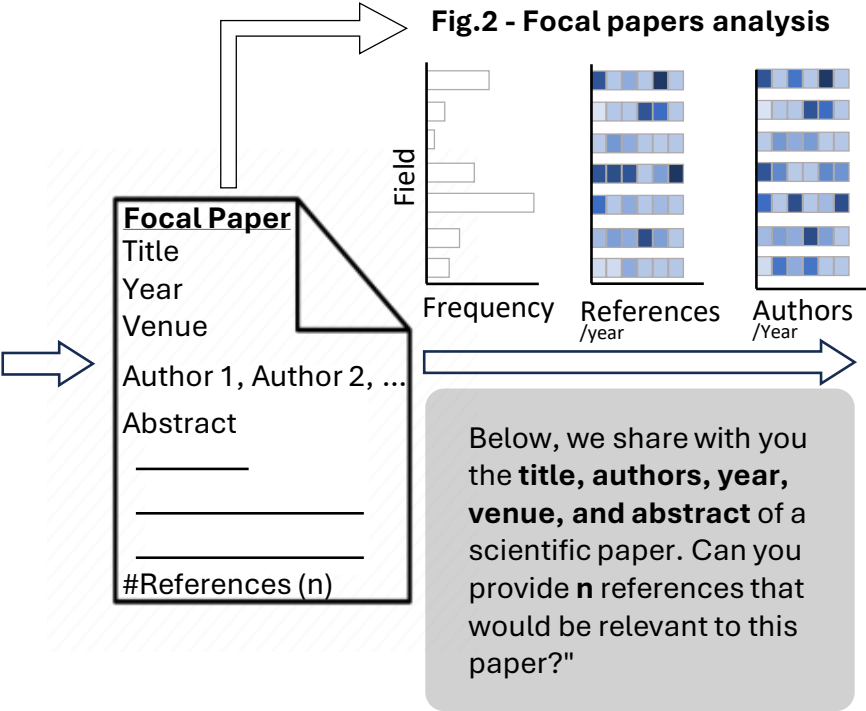 Fig.2 - Focal papers analysis
Field
Frequency
References
/year
Authors
/Year
Focal Paper
Title
Year
Venue
Author 1, Author 2, ...
Abstract
#References (n)
Below, we share with you
the title, authors, year,
venue, and abstract of a
scientific paper. Can you
provide n references that
would be relevant to this
paper?"